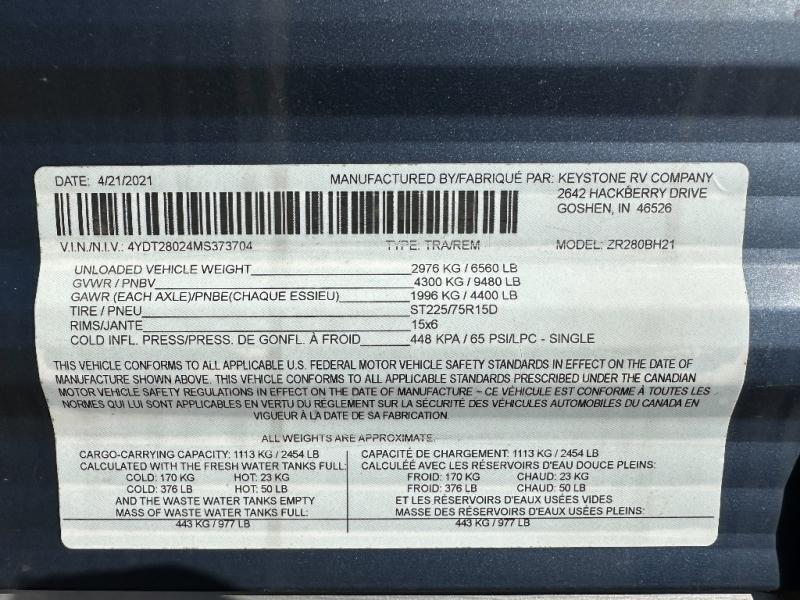 DATE: 4/21/2021 MANUFACTURED BY/FABRIQUÉ PAR: KEYSTONE RV COMPANY
2642 HACKBERRY DRIVE
GOSHEN, IN 46526
V.I.N./N.I.V.: 4YDT28024MS373704 TYPE: TRA/REM MODEL: ZR280BH21
UNLOADED VEHICLE WEIGHT 2976 KG / 6560 LB
GVWR / PNBV 4300 KG / 9480 LB
GAWR (EACH AXLE)/PNBE(CHAQUE ESSIEU) 1996 KG / 4400 LB
TIRE / PNEU ST225/75R15D
RIMS/JANTE 15x6
COLD INFL. PRESS/PRESS. DE GONFL. À FROID 448 KPA / 65 PSI/LPC - SINGLE
THIS VEHICLE CONFORMS TO ALL APPLICABLE U.S. FEDERAL MOTOR VEHICLE SAFETY STANDARDS IN EFFECT ON THE DATE OF
MANUFACTURE SHOWN ABOVE. THIS VEHICLE CONFORMS TO ALL APPLICABLE STANDARDS PRESCRIBED UNDER THE CANADIAN
MOTOR VEHICLE SAFETY REGULATIONS IN EFFECT ON THE DATE OF MANUFACTURE ~ CE VÉHICULE EST CONFORME À TOUTES LES
NORMES QUI LUI SONT APPLICABLES EN VERTU DU RÈGLEMENT SUR LA SÉCURITÉ DES VÉHICULES AUTOMOBILES DU CANADA EN
VIGUEUR À LA DATE DE SA FABRICATION.
ALL WEIGHTS ARE APPROXIMATE.
CARGO-CARRYING CAPACITY: 1113 KG / 2454 LB
CALCULATED WITH THE FRESH WATER TANKS FULL:
COLD: 170 KG HOT: 23 KG
COLD: 376 LB HOT: 50 LB
AND THE WASTE WATER TANKS EMPTY
MASS OF WASTE WATER TANKS FULL:
443 KG / 977 LB
CAPACITÉ DE CHARGEMENT: 1113 KG / 2454 LB
CALCULÉE AVEC LES RÉSERVOIRS D'EAU DOUCE PLEINS:
FROID: 170 KG CHAUD: 23 KG
FROID: 376 LB CHAUD: 50 LB
ET LES RÉSERVOIRS D'EAUX USÉES VIDES
MASSE DES RÉSERVOIRS D'EAUX USÉES PLEINS:
443 KG / 977 LB